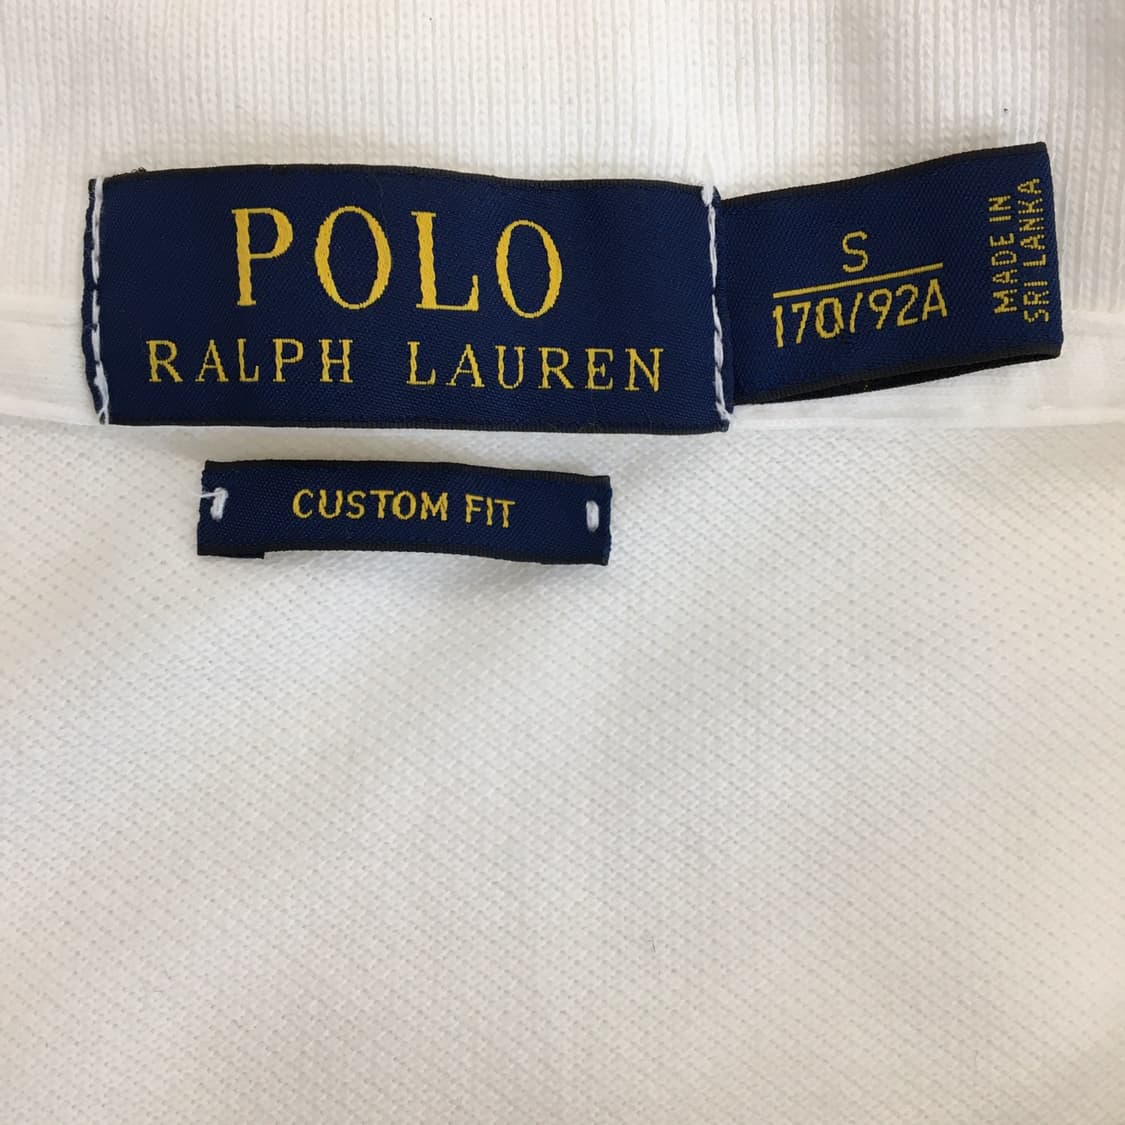 POLO
RALPH LAUREN
S
170/92A
MADE IN
SRI LANKA
CUSTOM FIT